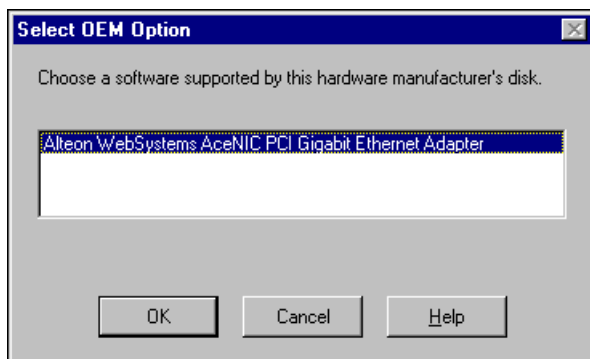 Select OEM Option
Choose a software supported by this hardware manufacturer's disk.
Alteon WebSystems AceNIC PCI Gigabit Ethernet Adapter
OK
Cancel
Help